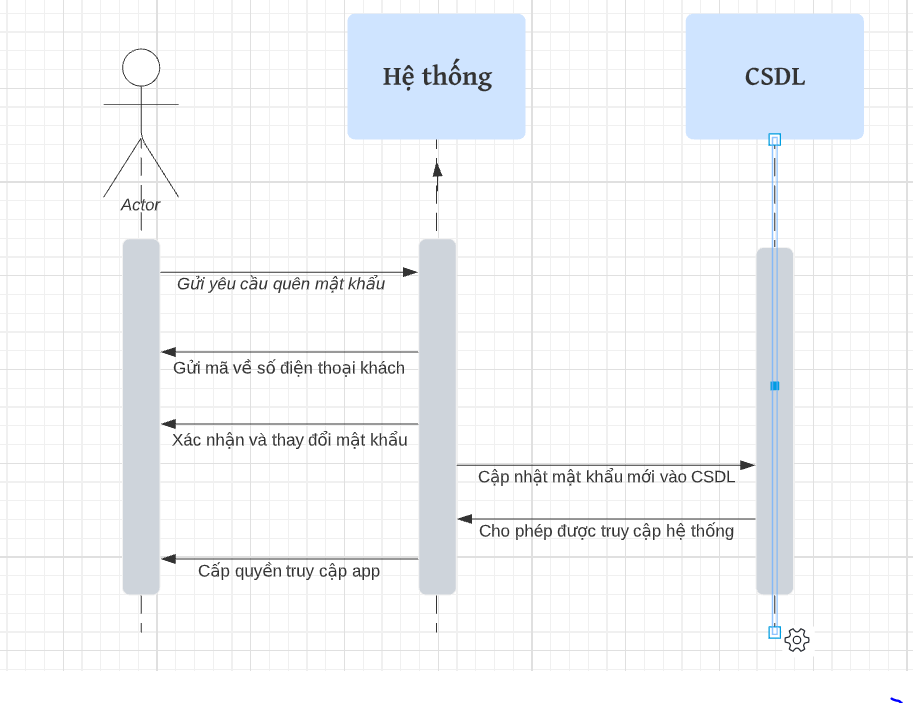 Hệ thống
CSDL
Actor
Gửi yêu cầu quên mật khẩu
Gửi mã về số điện thoại khách
Xác nhận và thay đổi mật khẩu
Cập nhật mật khẩu mới vào CSDL
Cho phép được truy cập hệ thống
Cấp quyền truy cập app